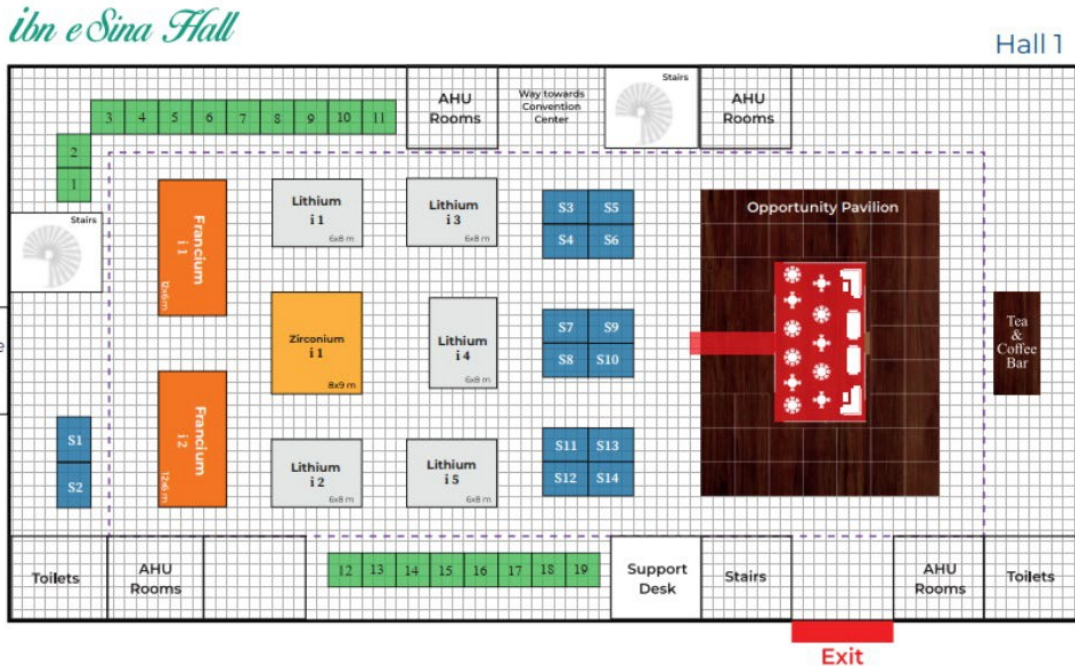 ibn e Sina Hall
Hall 1
3 4 5 6 7 8 9 10 11
AHU
Rooms
Way towards
Convention
Center
Stairs
AHU
Rooms
2
1
Stairs
Francium
i 1
12x6 m
Lithium
i 1
6x8 m
Lithium
i 3
6x8 m
S3 S5
S4 S6
Opportunity Pavilion
Zirconium
i 1
8x9 m
Lithium
i 4
6x8 m
S7 S9
S8 S10
Tea
&
Coffee
Bar
Francium
i 2
12x6 m
S1
S2
Lithium
i 2
6x8 m
Lithium
i 5
6x8 m
S11 S13
S12 S14
Toilets
AHU
Rooms
12 13 14 15 16 17 18 19
Support
Desk
Stairs
AHU
Rooms
Toilets
Exit